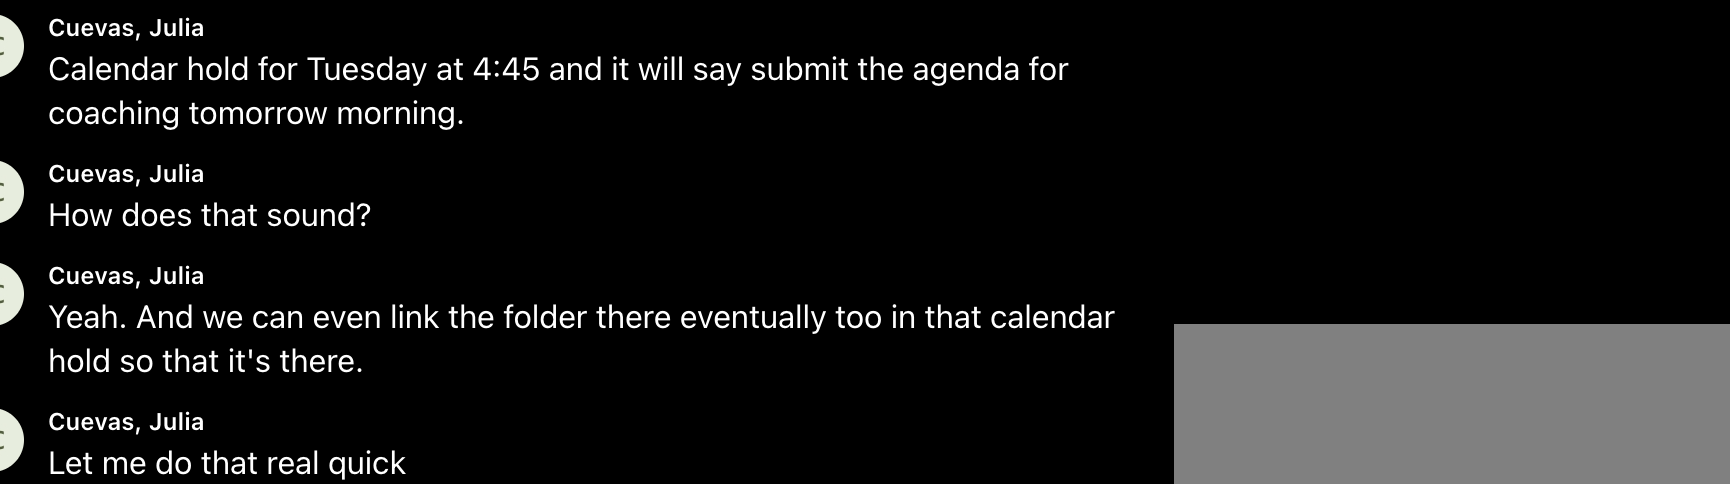 Cuevas, Julia
Calendar hold for Tuesday at 4:45 and it will say submit the agenda for
coaching tomorrow morning.
Cuevas, Julia
How does that sound?
Cuevas, Julia
Yeah. And we can even link the folder there eventually too in that calendar
hold so that it's there.
Cuevas, Julia
Let me do that real quick